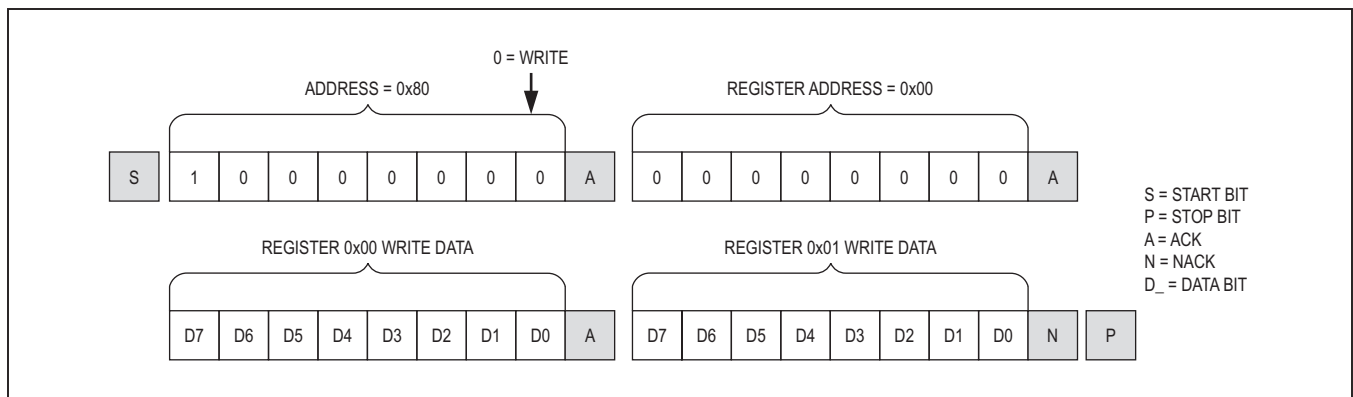 0 = WRITE
ADDRESS = 0x80 REGISTER ADDRESS = 0x00
S 1 0 0 0 0 0 0 0 A 0 0 0 0 0 0 0 0 A
S = START BIT
P = STOP BIT
A = ACK
N = NACK
D_ = DATA BIT
REGISTER 0x00 WRITE DATA REGISTER 0x01 WRITE DATA
D7 D6 D5 D4 D3 D2 D1 D0 A D7 D6 D5 D4 D3 D2 D1 D0 N P